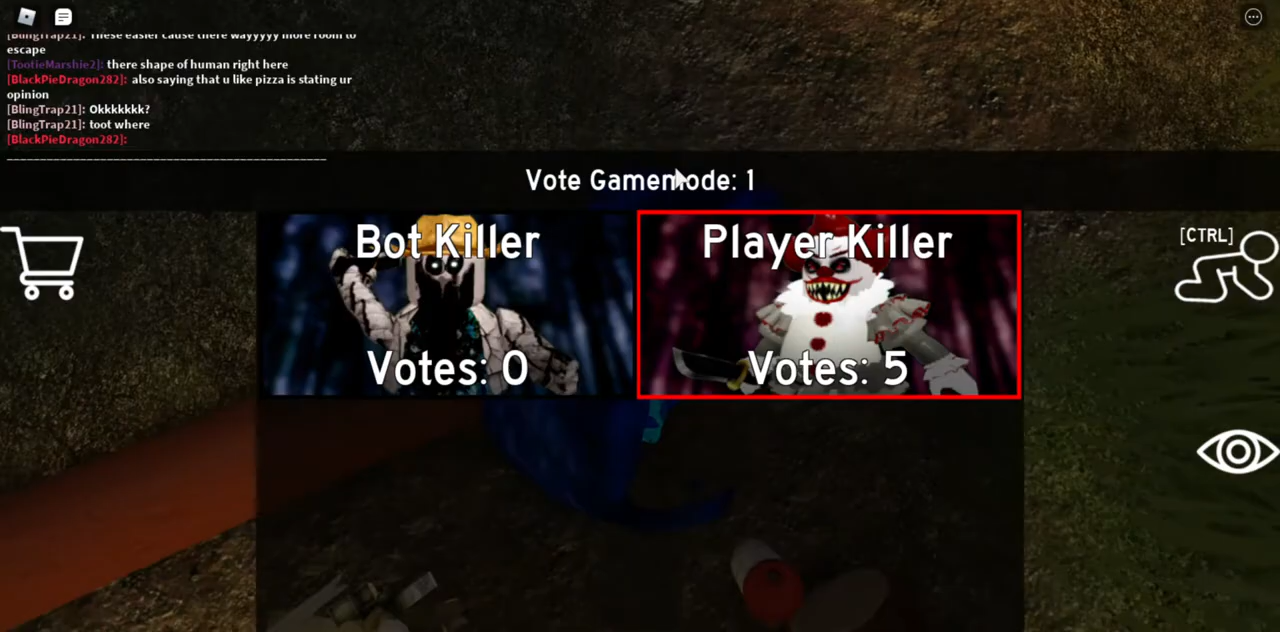 [BlingTrap21]: These easier cause there wayyyyy more room to
escape
[TootieMarshie2]: there shape of human right here
[BlackPieDragon282]: also saying that u like pizza is stating ur
opinion
[BlingTrap21]: Okkkkkkk?
[BlingTrap21]: toot where
[BlackPieDragon282]:
________________________________________________
Vote Gamemode: 1
Bot Killer
Player Killer
[CTRL]
Votes: 0
Votes: 5